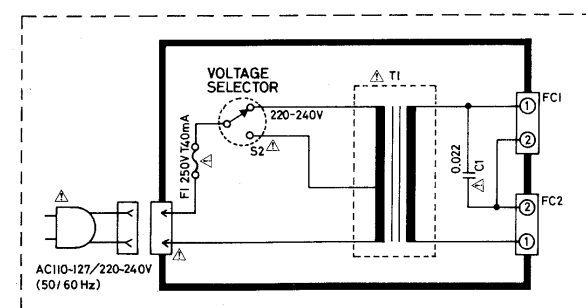 VOLTAGE
SELECTOR
T1
FC1
220-240V
1
2
S2
F1 250V T40mA
0.022
C1
FC2
2
1
AC110~127/220~240V
(50/60 Hz)